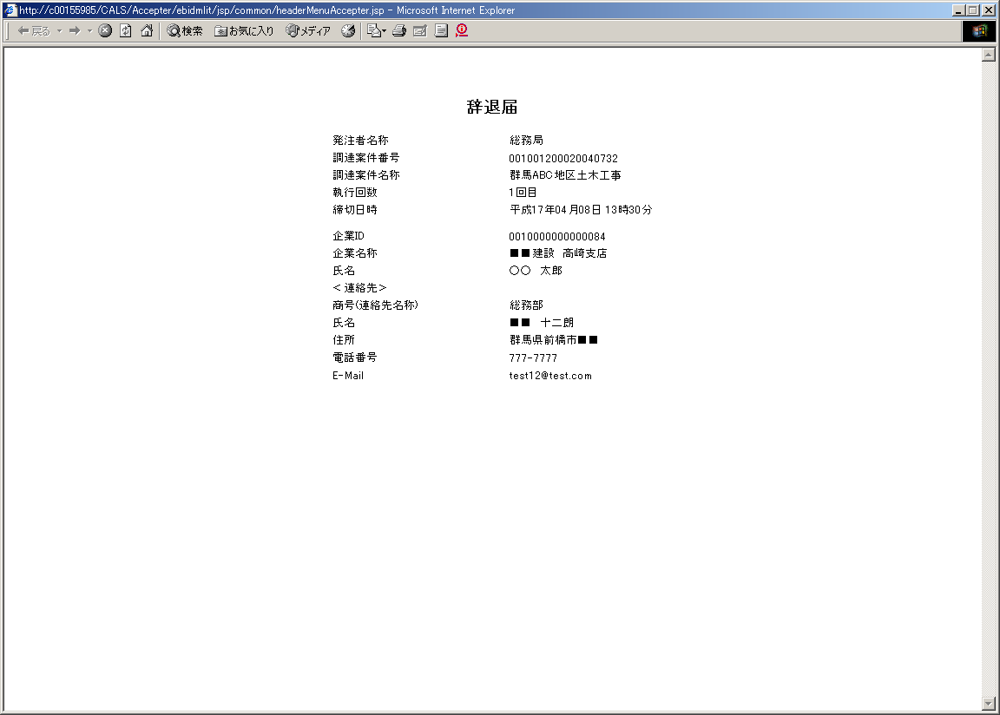 http://c00155985/CALS/Accepter/ebidmlit/jsp/common/headerMenuAccepter.jsp - Microsoft Internet Explorer
戻る 検索 お気に入り メディア
辞退届
発注者名称 総務局
調達案件番号 001001200020040732
調達案件名称 群馬ABC地区土木工事
執行回数 1回目
締切日時 平成17年04月08日 13時30分
企業ID 0010000000000084
企業名称 ■■建設 高崎支店
氏名 ○○ 太郎
<連絡先>
商号(連絡先名称) 総務部
氏名 ■■ 十二朗
住所 群馬県前橋市■■
電話番号 777-7777
E-Mail test12@test.com